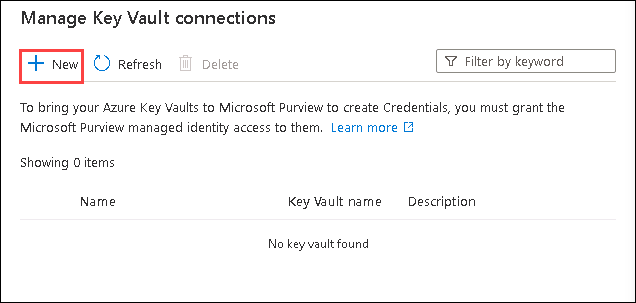 Manage Key Vault connections
New Refresh Delete Filter by keyword
To bring your Azure Key Vaults to Microsoft Purview to create Credentials, you must grant the
Microsoft Purview managed identity access to them. Learn more
Showing 0 items
Name Key Vault name Description
No key vault found